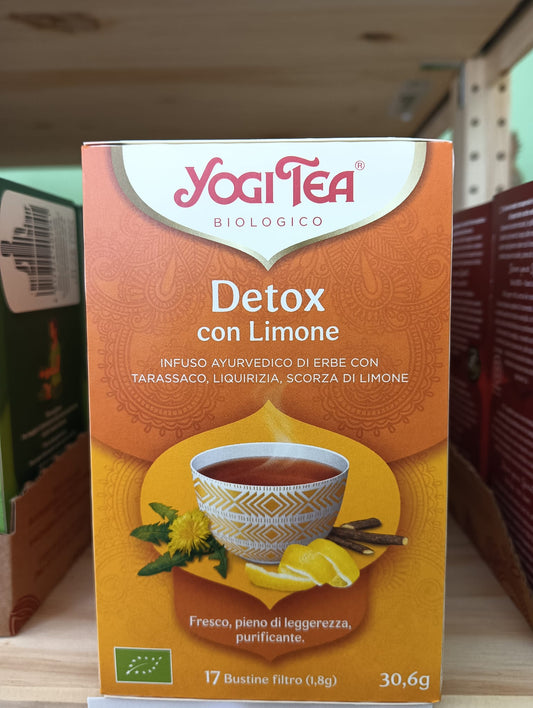 YOGI TEA®
BIOLOGICO
Detox
con Limone
INFUSO AYURVEDICO DI ERBE CON
TARASSACO, LIQUIRIZIA, SCORZA DI LIMONE
Fresco, pieno di leggerezza,
purificante.
17 Bustine filtro (1,8g) 30,6g